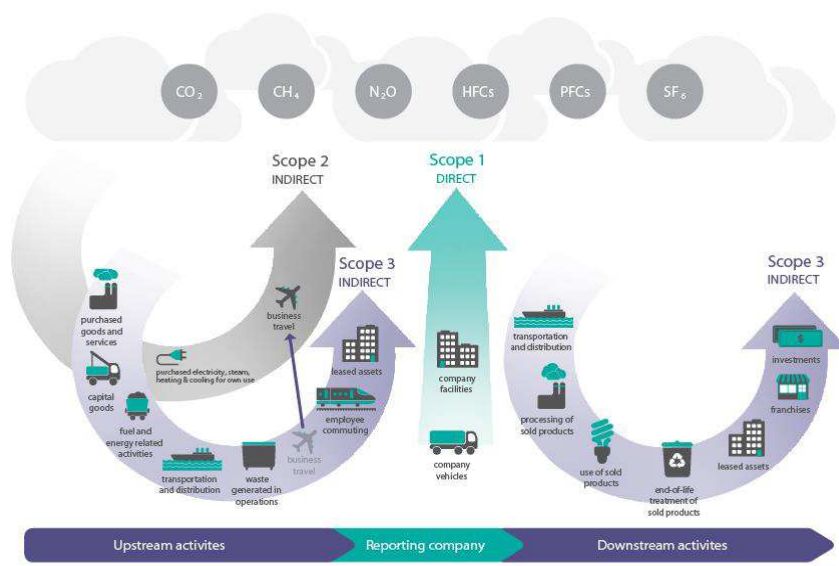 CO₂
CH₄
N₂O
HFCs
PFCs
SF₆
Scope 2
INDIRECT
Scope 1
DIRECT
Scope 3
INDIRECT
Scope 3
INDIRECT
purchased
goods and
services
capital
goods
fuel and
energy related
activities
purchased electricity, steam,
heating & cooling for own use
transportation
and distribution
waste
generated in
operations
business
travel
business
travel
employee
commuting
leased assets
company
facilities
company
vehicles
transportation
and distribution
processing of
sold products
use of sold
products
end-of-life
treatment of
sold products
leased assets
franchises
$
investments
Upstream activites
Reporting company
Downstream activites